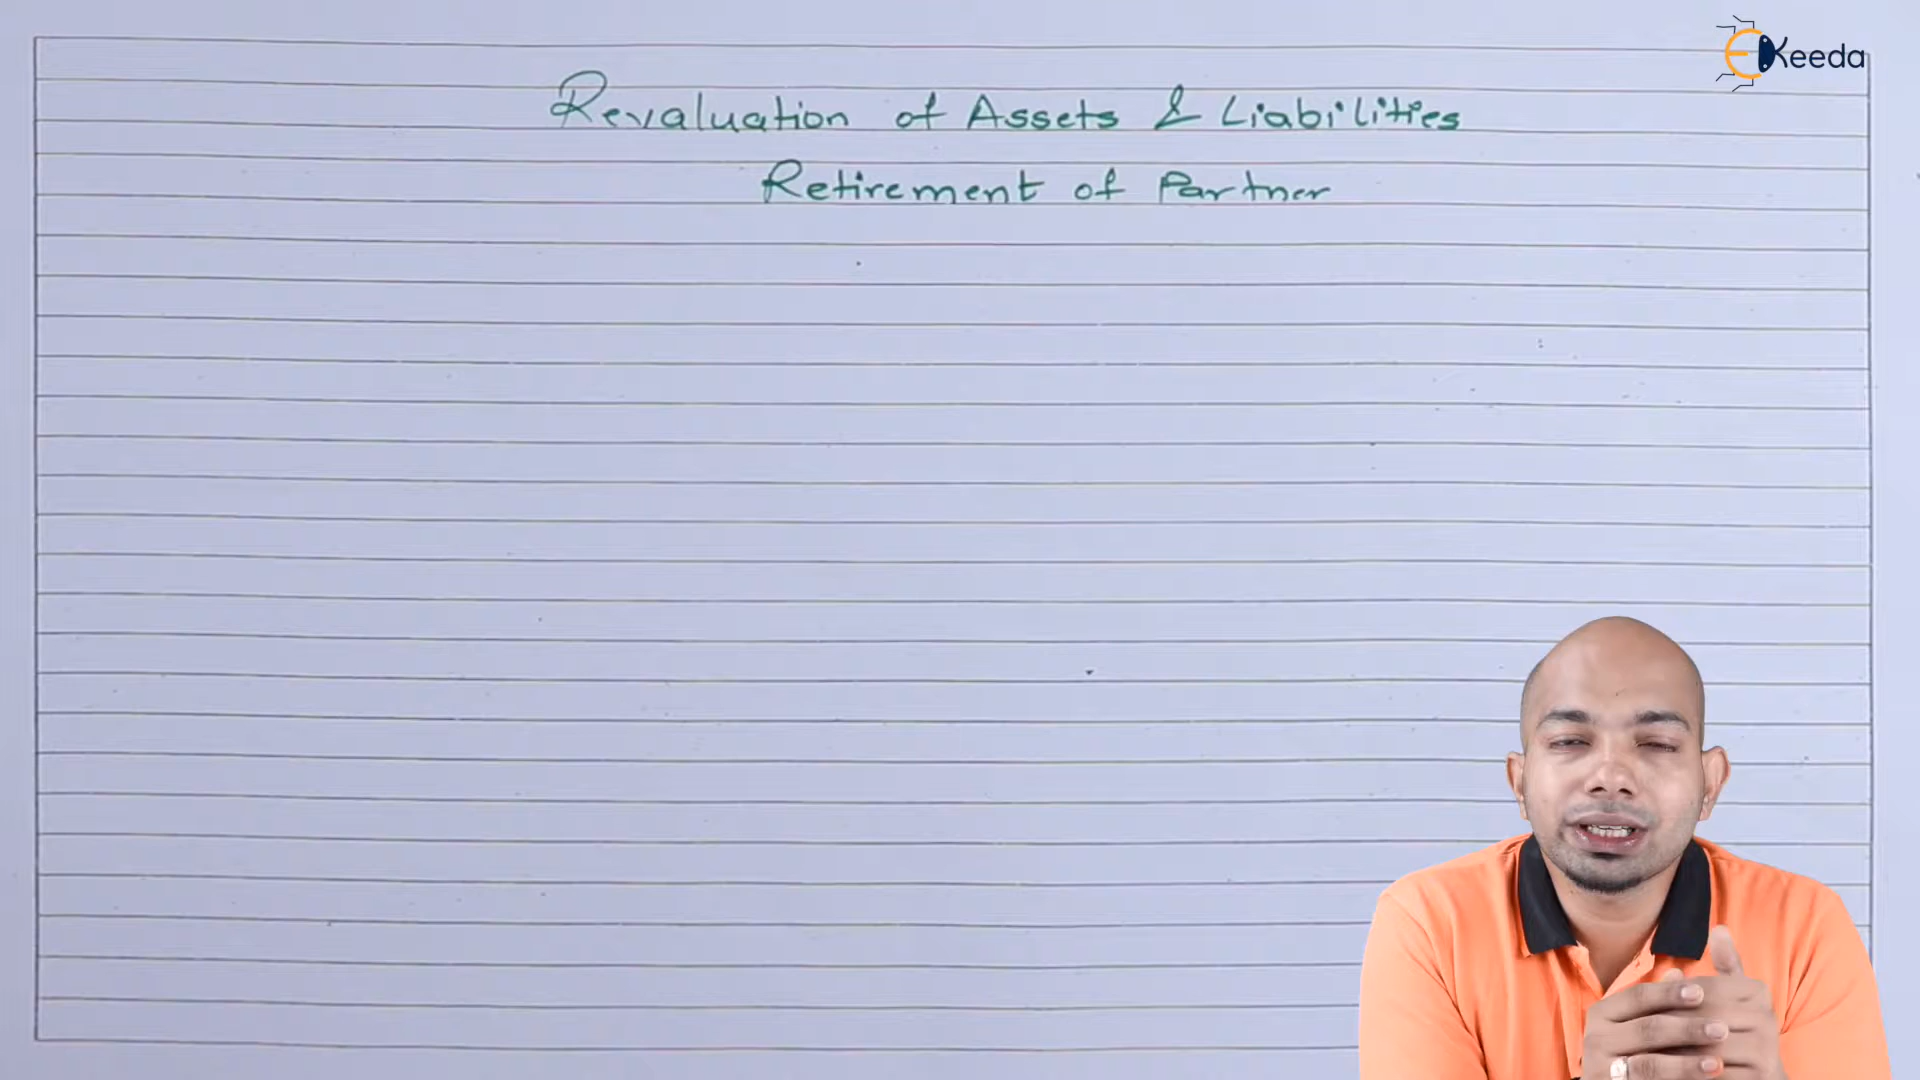 EKeeda
Revaluation of Assets & Liabilities
Retirement of Partner